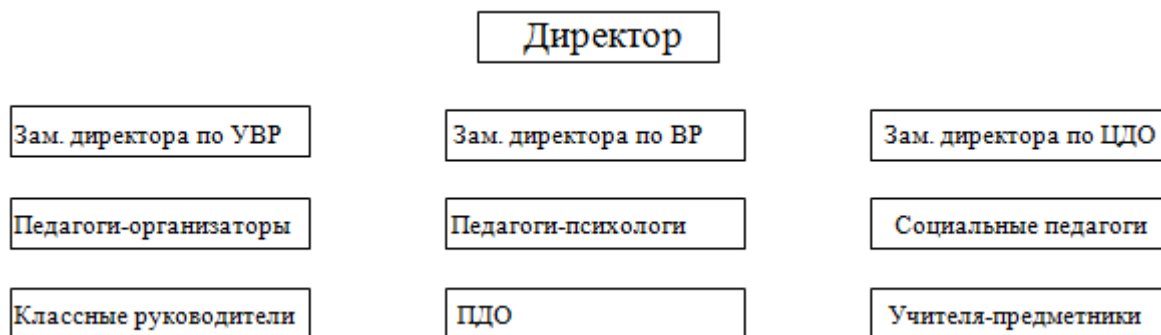 Директор
Зам. директора по УВР
Зам. директора по ВР
Зам. директора по ЦДО
Педагоги-организаторы
Педагоги-психологи
Социальные педагоги
Классные руководители
ПДО
Учителя-предметники